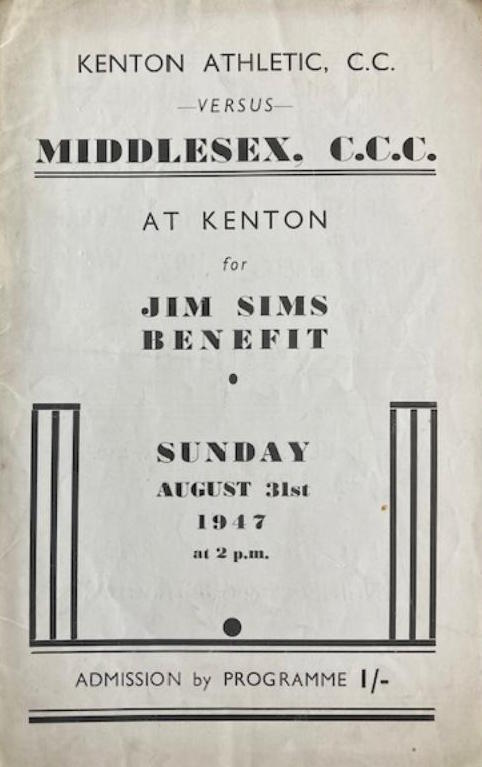 KENTON ATHLETIC, C.C.
—VERSUS—
MIDDLESEX, C.C.C.
AT KENTON
for
JIM SIMS
BENEFIT
SUNDAY
AUGUST 31st
1947
at 2 p.m.
ADMISSION by PROGRAMME 1/-